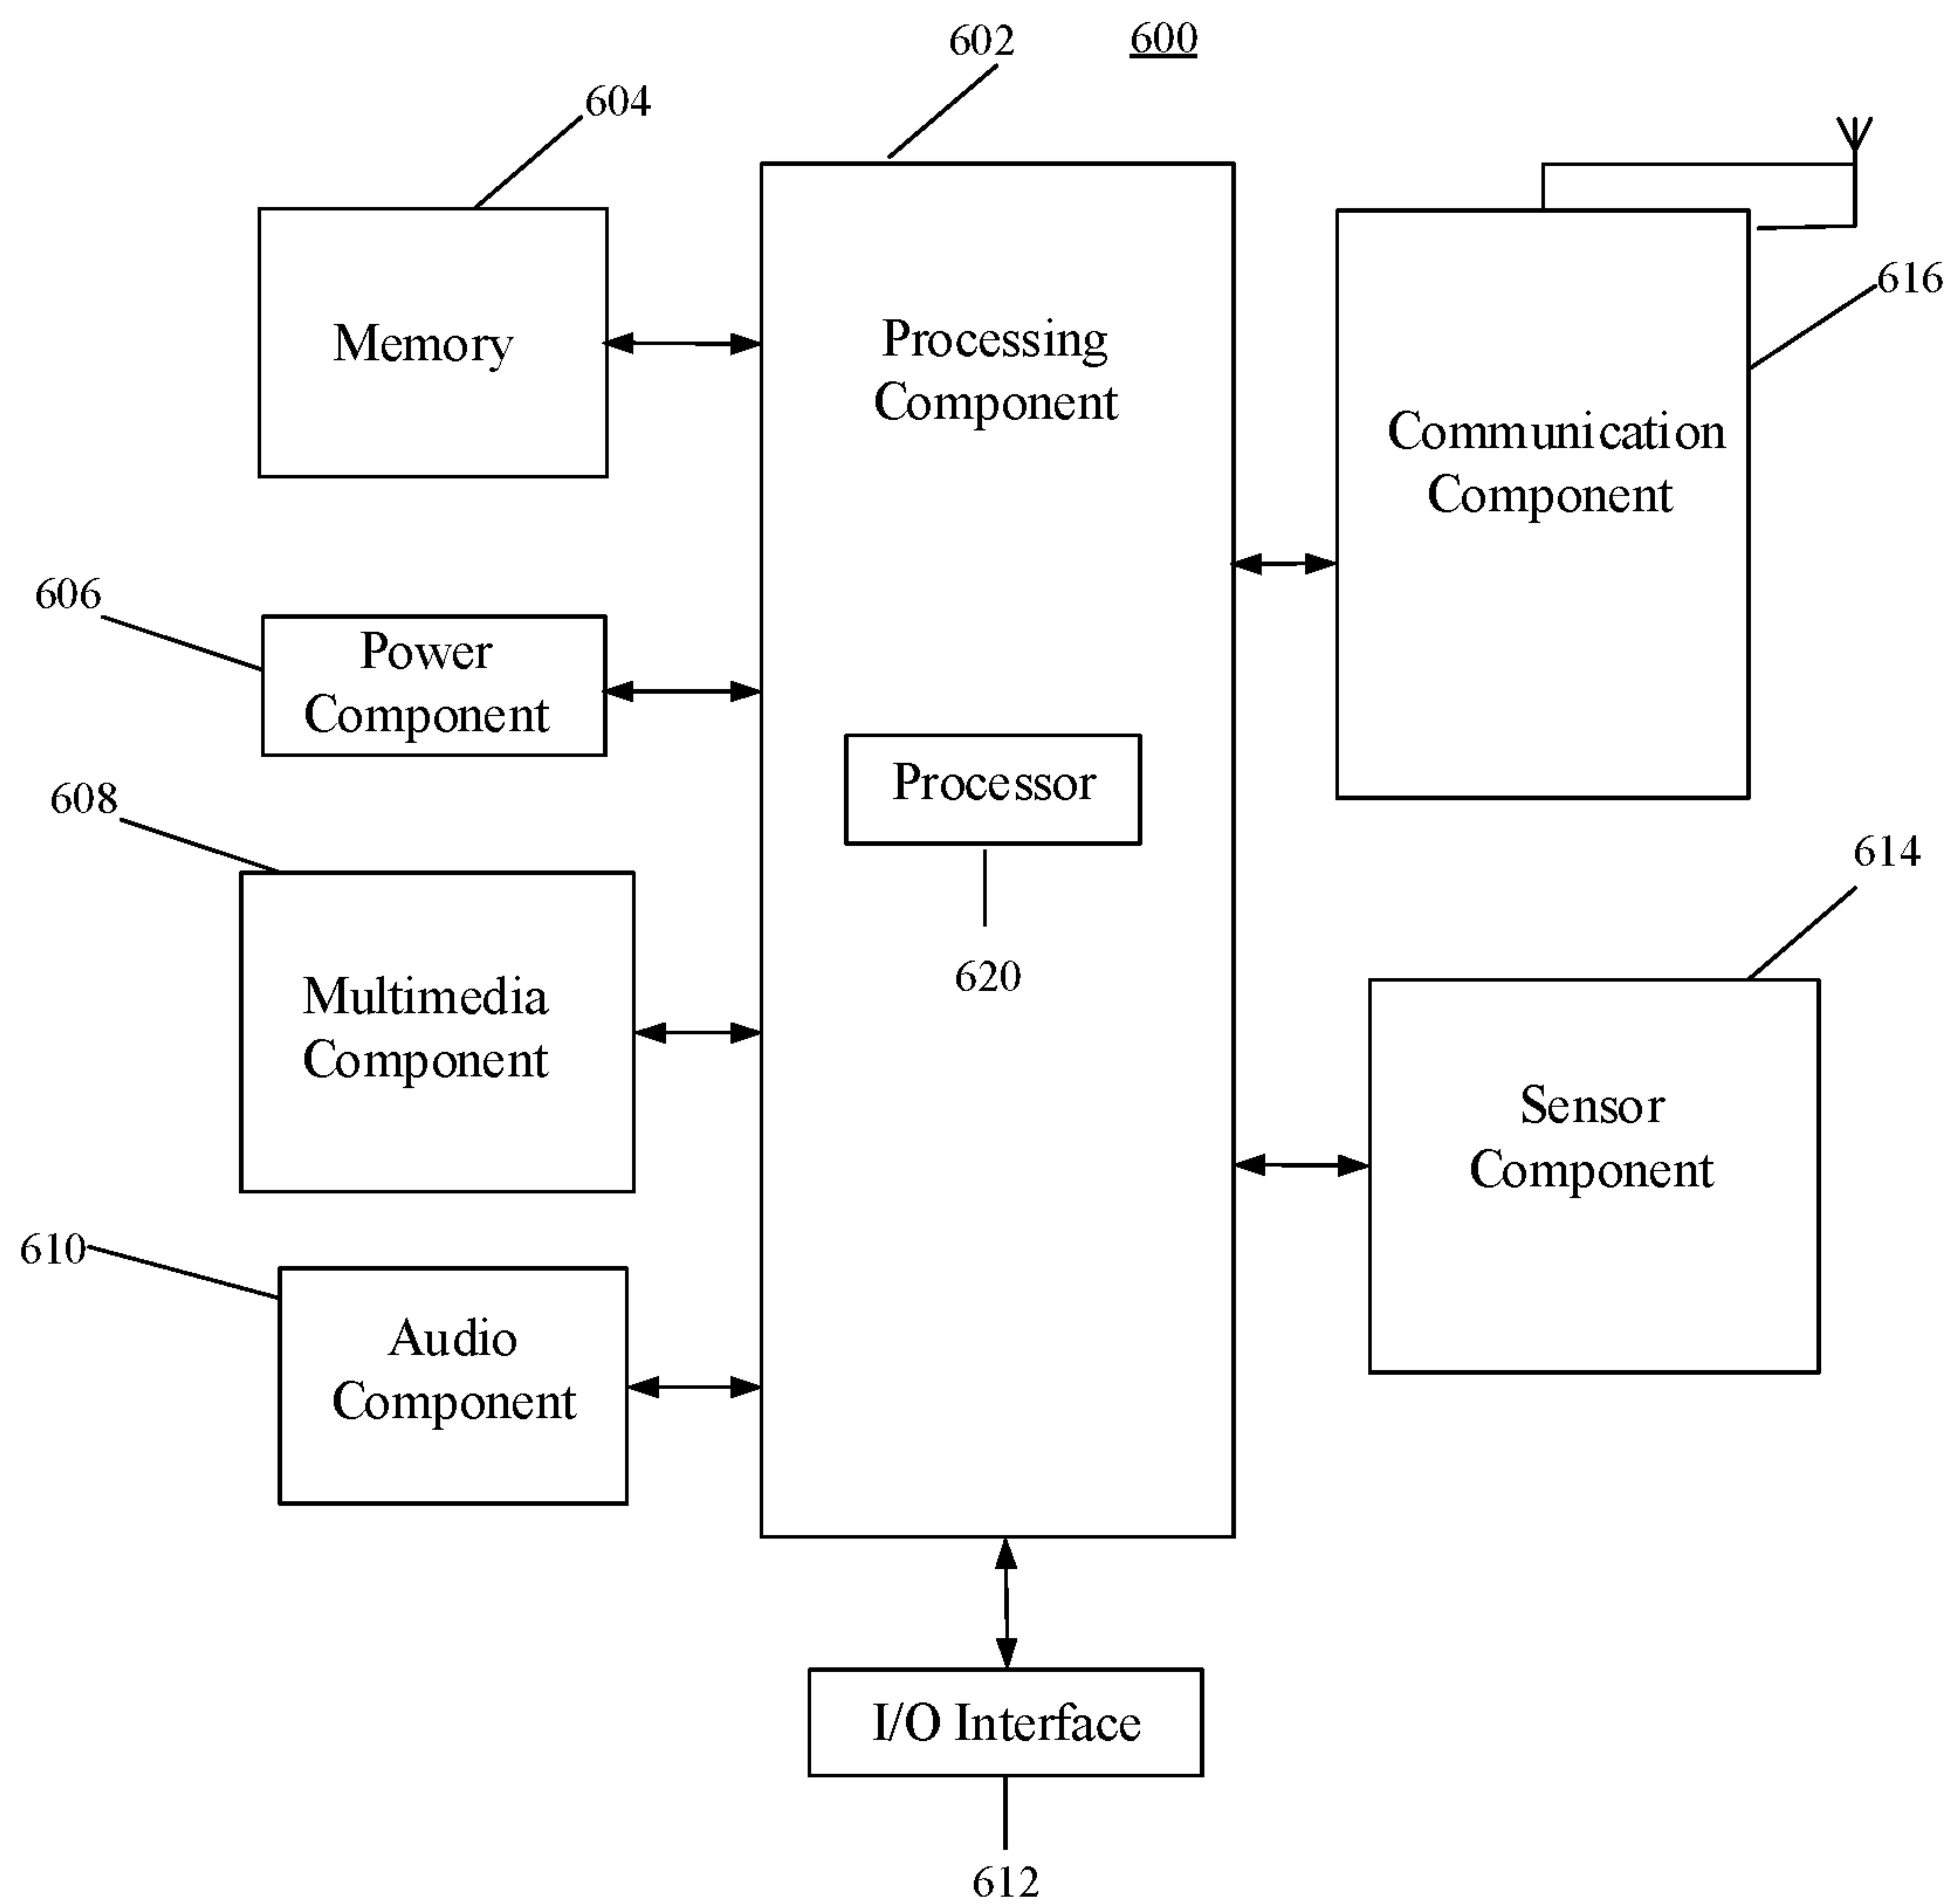 602
600
604
616
Memory
Processing
Component
Communication
Component
606
Power
Component
Processor
608
614
620
Multimedia
Component
Sensor
Component
610
Audio
Component
I/O Interface
612